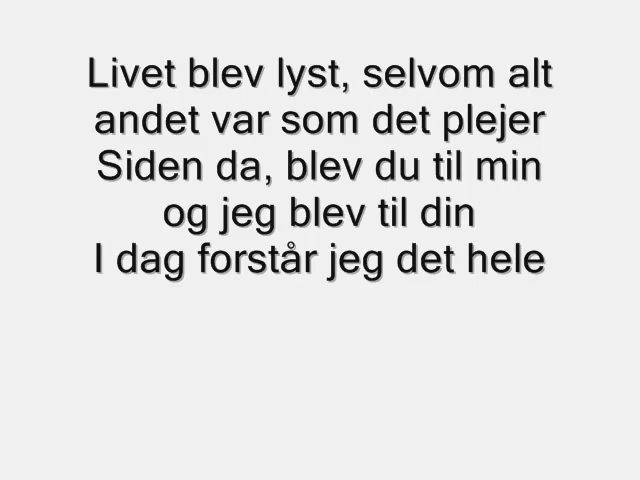 Livet blev lyst, selvom alt
andet var som det plejer
Siden da, blev du til min
og jeg blev til din
I dag forstår jeg det hele